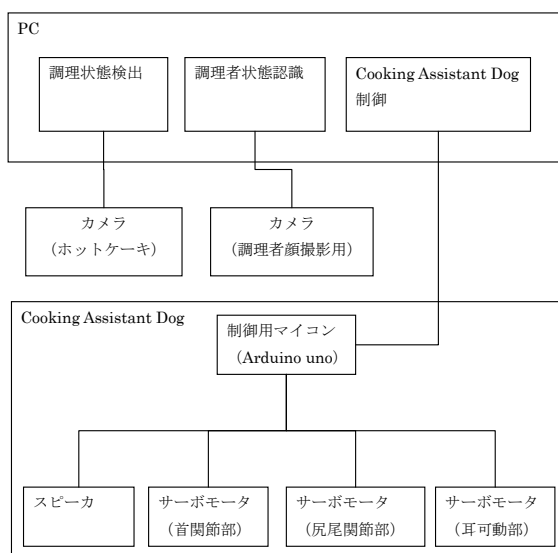 PC
調理状態検出
調理者状態認識
Cooking Assistant Dog
制御
カメラ
（ホットケーキ）
カメラ
（調理者顔撮影用）
Cooking Assistant Dog
制御用マイコン
（Arduino uno）
スピーカ
サーボモータ
（首関節部）
サーボモータ
（尻尾関節部）
サーボモータ
（耳可動部）